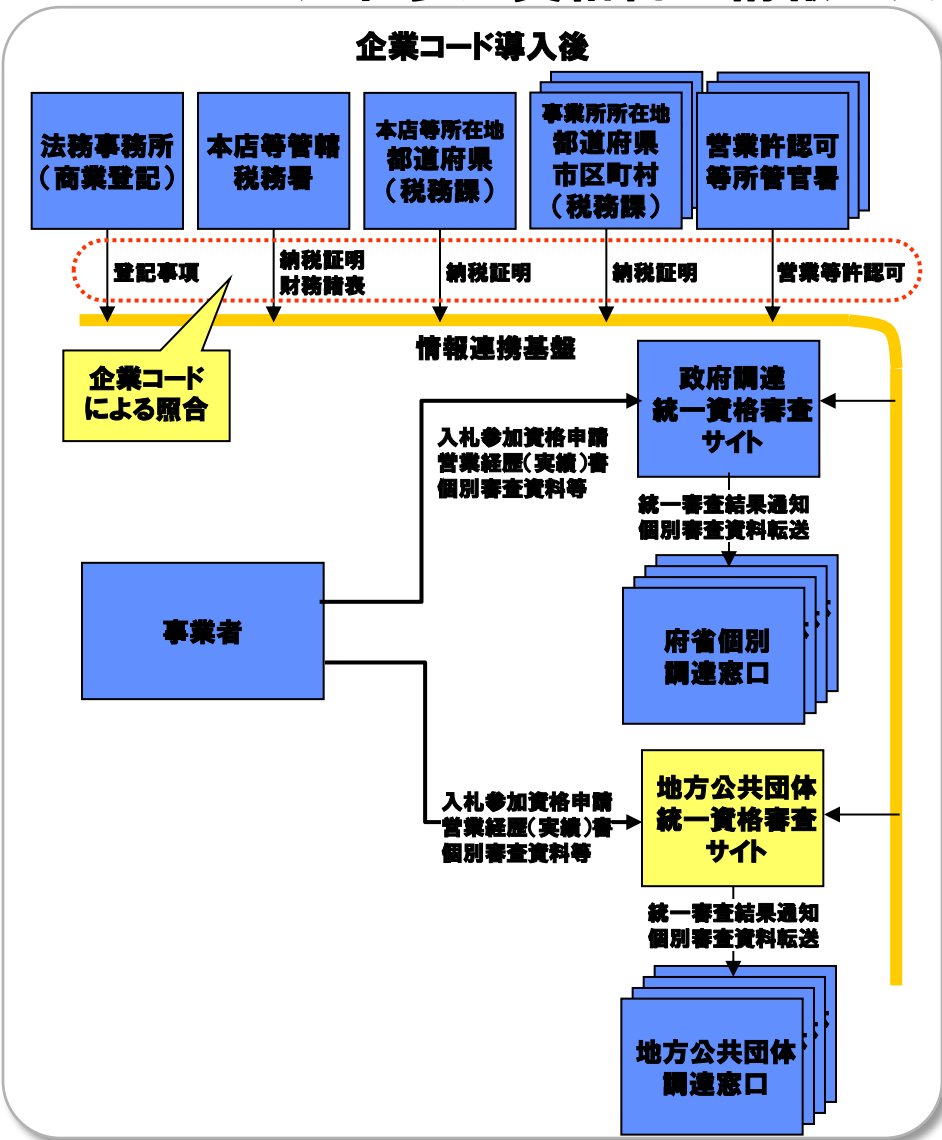 企業コード導入後
法務事務所
（商業登記）
本店等管轄
税務署
本店等所在地
都道府県
（税務課）
事業所所在地
都道府県
市区町村
（税務課）
営業許認可
等所管官署
登記事項
納税証明
財務諸表
納税証明
納税証明
営業等許認可
情報連携基盤
企業コード
による照合
政府調達
統一資格審査
サイト
入札参加資格申請
営業経歴（実績）書
個別審査資料等
統一審査結果通知
個別審査資料転送
事業者
府省個別
調達窓口
地方公共団体
統一資格審査
サイト
入札参加資格申請
営業経歴（実績）書
個別審査資料等
統一審査結果通知
個別審査資料転送
地方公共団体
調達窓口